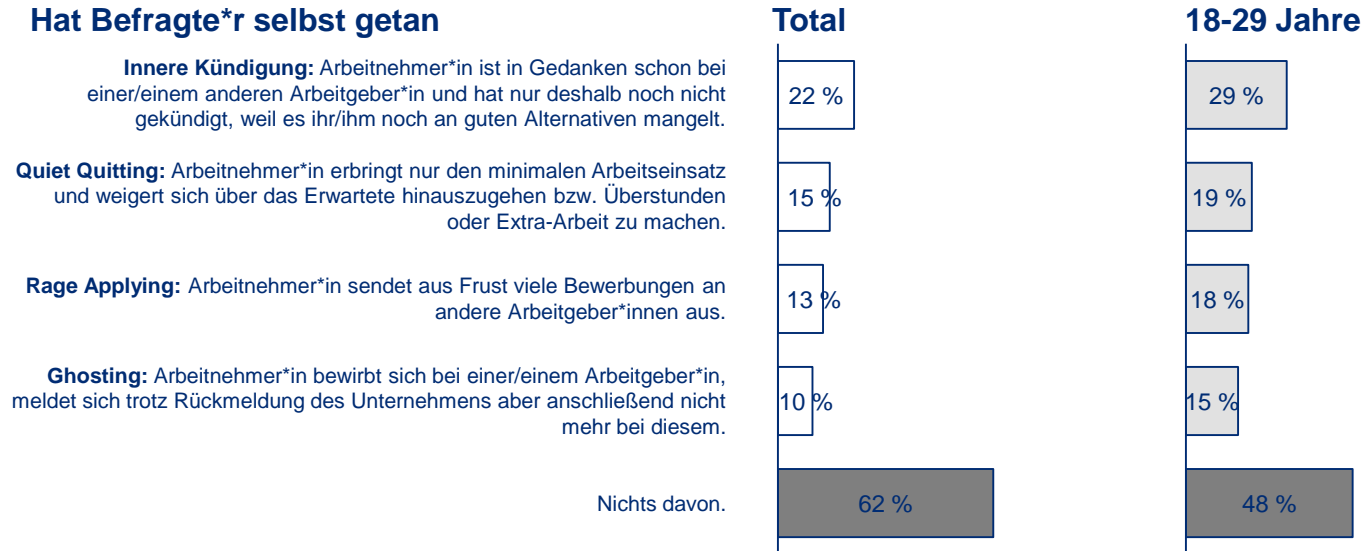 Hat Befragte*r selbst getan
Total
18-29 Jahre
Innere Kündigung: Arbeitnehmer*in ist in Gedanken schon bei
einer/einem anderen Arbeitgeber*in und hat nur deshalb noch nicht
gekündigt, weil es ihr/ihm noch an guten Alternativen mangelt.
22 %
29 %
Quiet Quitting: Arbeitnehmer*in erbringt nur den minimalen Arbeitseinsatz
und weigert sich über das Erwartete hinauszugehen bzw. Überstunden
oder Extra-Arbeit zu machen.
15 %
19 %
Rage Applying: Arbeitnehmer*in sendet aus Frust viele Bewerbungen an
andere Arbeitgeber*innen aus.
13 %
18 %
Ghosting: Arbeitnehmer*in bewirbt sich bei einer/einem Arbeitgeber*in,
meldet sich trotz Rückmeldung des Unternehmens aber anschließend nicht
mehr bei diesem.
10 %
15 %
Nichts davon.
62 %
48 %